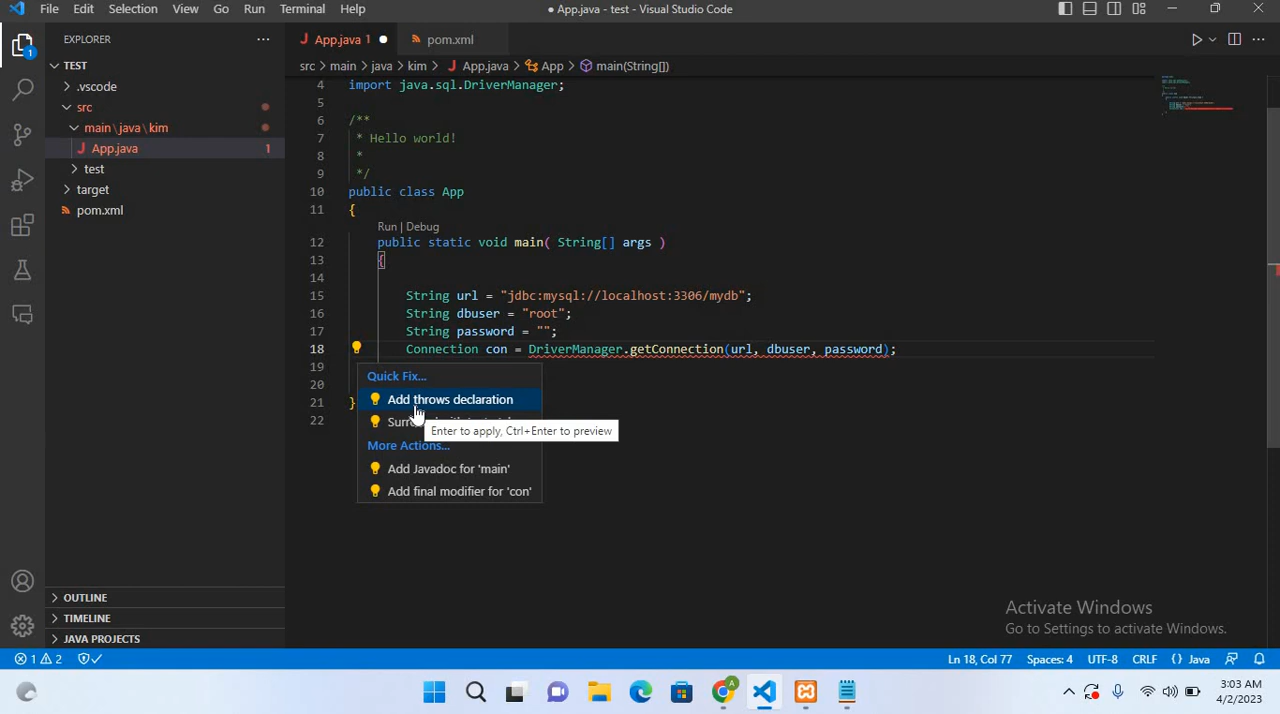 File Edit Selection View Go Run Terminal Help
● App.java - test - Visual Studio Code
EXPLORER
App.java 1
pom.xml
TEST
src > main > java > kim > App.java > App > main(String[])
.vscode
src
main\java\kim
App.java 1
test
target
pom.xml
4 import java.sql.DriverManager;
5
6 /**
7 * Hello world!
8 *
9 */
10 public class App
11 {
Run | Debug
12 public static void main( String[] args )
13 {
14
15 String url = "jdbc:mysql://localhost:3306/mydb";
16 String dbuser = "root";
17 String password = "";
18 Connection con = DriverManager.getConnection(url, dbuser, password);
19
20
21 }
22
Quick Fix...
Add throws declaration
Enter to apply, Ctrl+Enter to preview
More Actions...
Add Javadoc for 'main'
Add final modifier for 'con'
1
OUTLINE
TIMELINE
JAVA PROJECTS
Activate Windows
Go to Settings to activate Windows.
1 2
Ln 18, Col 77 Spaces: 4 UTF-8 CRLF {} Java
A
3:03 AM
4/2/2023